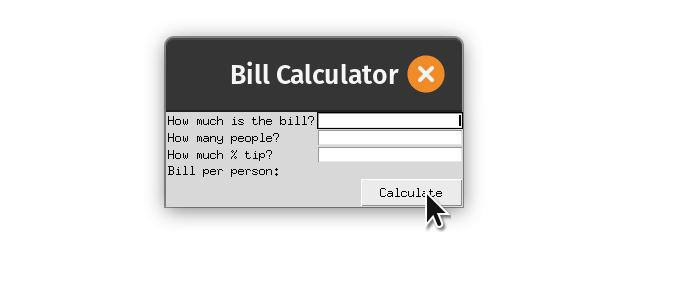 Bill Calculator
How much is the bill?
How many people?
How much % tip?
Bill per person:
Calculate